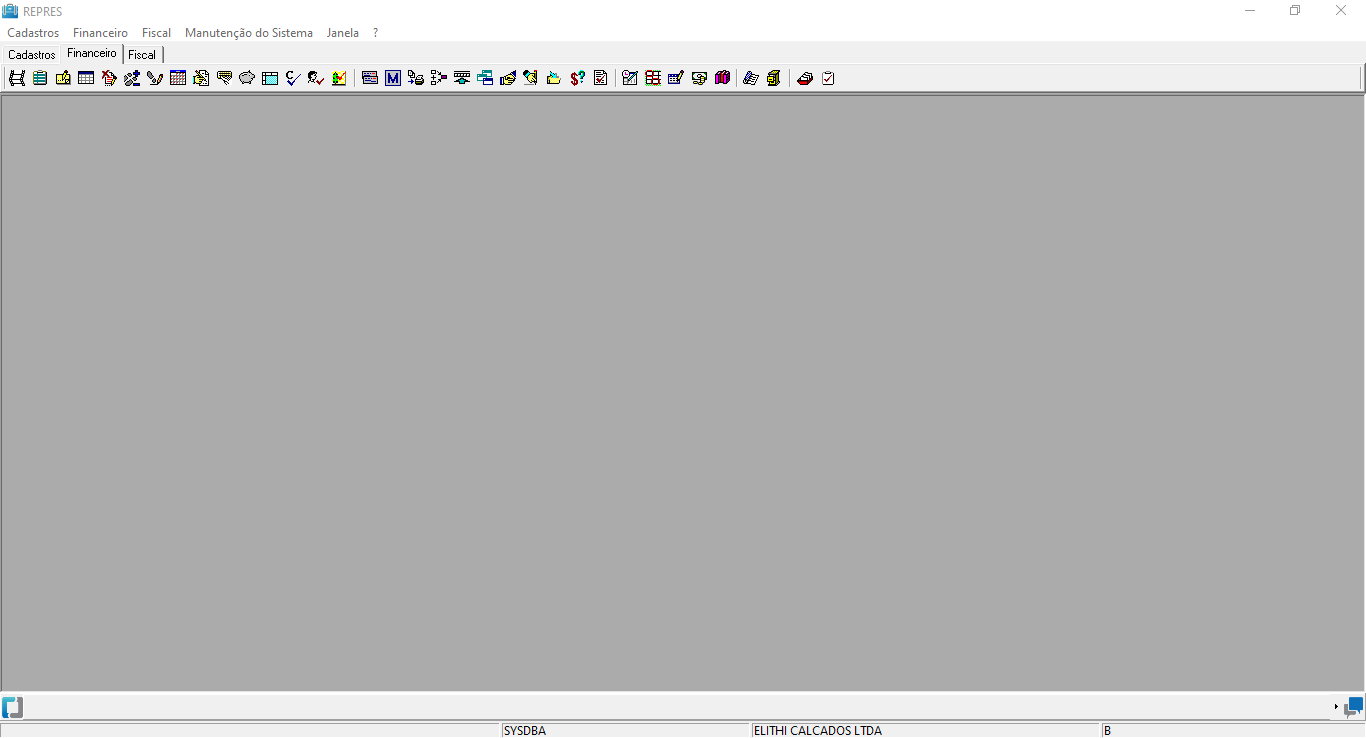 REPRES
Cadastros Financeiro Fiscal Manutenção do Sistema Janela ?
Cadastros Financeiro Fiscal
SYSDBA ELITHI CALCADOS LTDA B